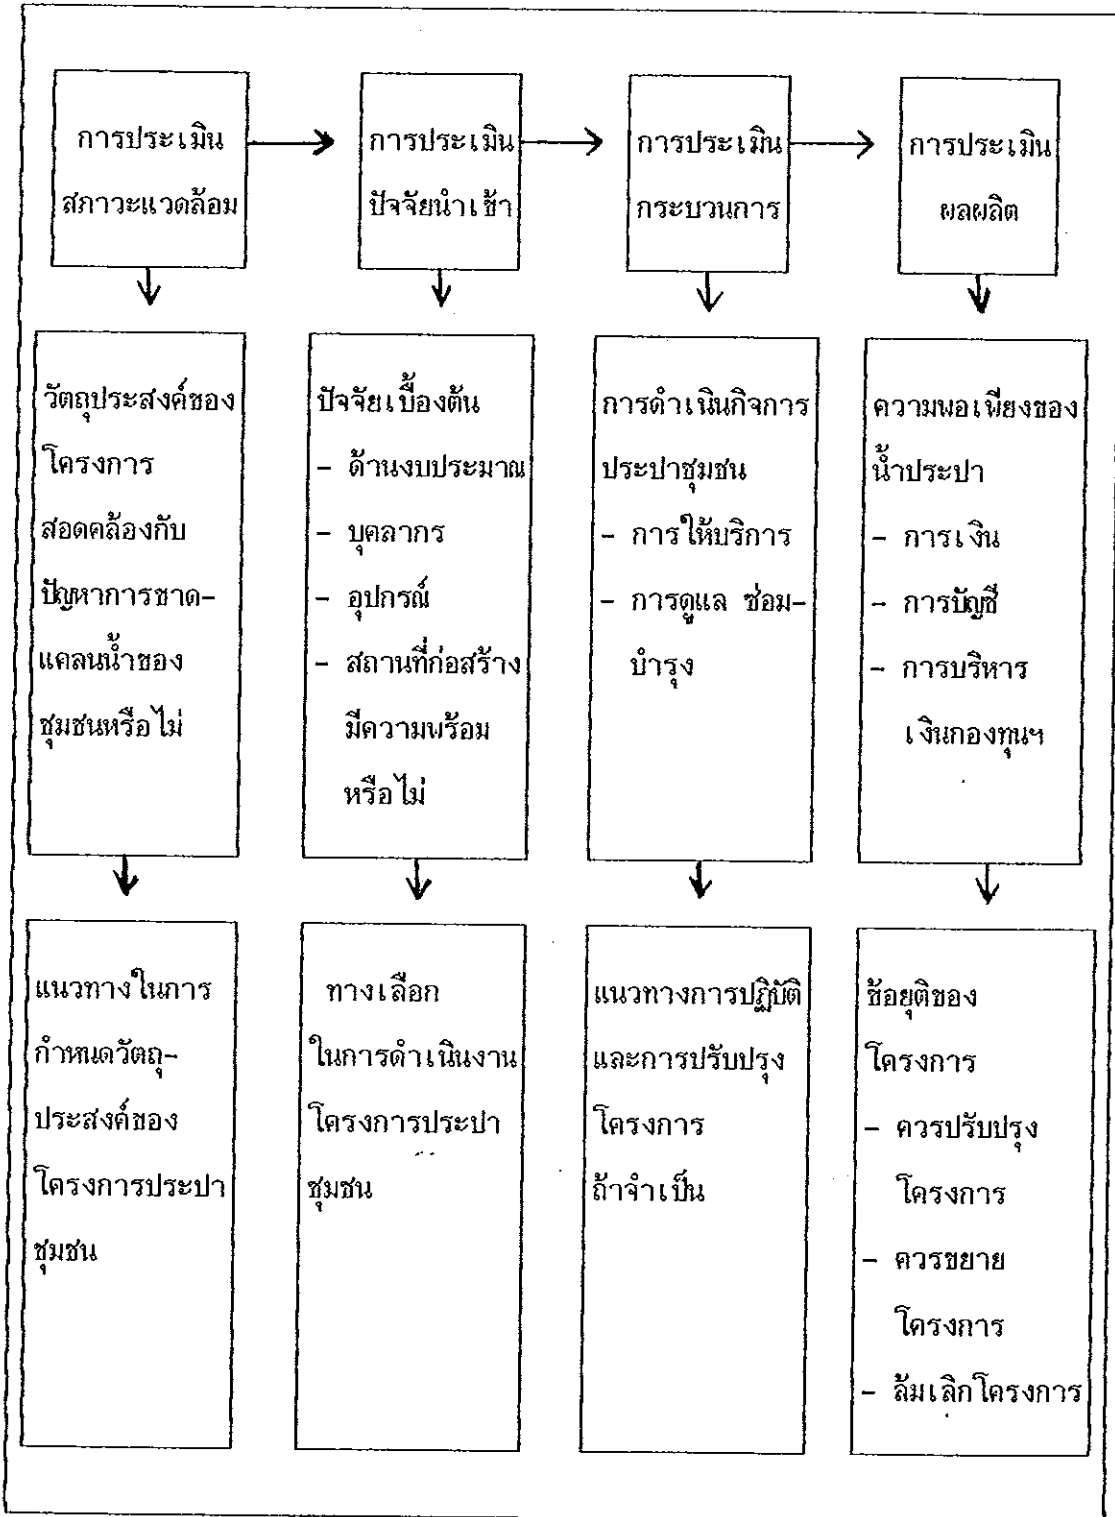 การประเมิน
สภาวะแวดล้อม
การประเมิน
ปัจจัยนำเข้า
การประเมิน
กระบวนการ
การประเมิน
ผลผลิต
วัตถุประสงค์ของ
โครงการ
สอดคล้องกับ
ปัญหาการขาด-
แคลนน้ำของ
ชุมชนหรือไม่
ปัจจัยเบื้องต้น
- ด้านงบประมาณ
- บุคลากร
- อุปกรณ์
- สถานที่ก่อสร้าง
มีความพร้อม
หรือไม่
การดำเนินกิจการ
ประปาชุมชน
- การให้บริการ
- การดูแล ซ่อม-
บำรุง
ความพอเพียงของ
น้ำประปา
- การเงิน
- การบัญชี
- การบริหาร
เงินกองทุนฯ
แนวทางในการ
กำหนดวัตถุ-
ประสงค์ของ
โครงการประปา
ชุมชน
ทางเลือก
ในการดำเนินงาน
โครงการประปา
ชุมชน
แนวทางการปฏิบัติ
และการปรับปรุง
โครงการ
ถ้าจำเป็น
ข้อยุติของ
โครงการ
- ควรปรับปรุง
โครงการ
- ควรขยาย
โครงการ
- ล้มเลิกโครงการ